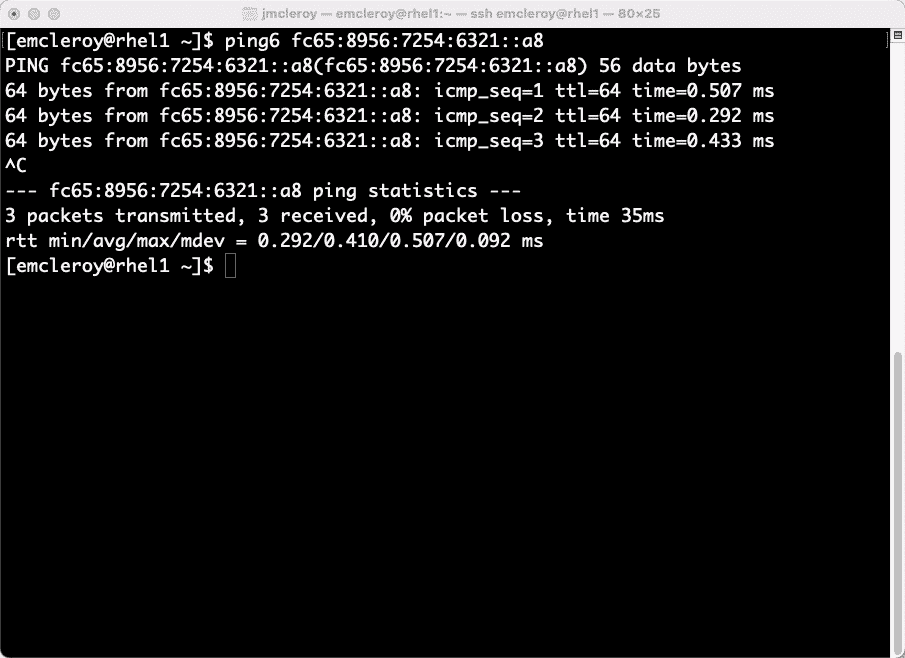 jmcleroy — emcleroy@rhel1:~ — ssh emcleroy@rhel1 — 80×25
[emcleroy@rhel1 ~]$ ping6 fc65:8956:7254:6321::a8
PING fc65:8956:7254:6321::a8(fc65:8956:7254:6321::a8) 56 data bytes
64 bytes from fc65:8956:7254:6321::a8: icmp_seq=1 ttl=64 time=0.507 ms
64 bytes from fc65:8956:7254:6321::a8: icmp_seq=2 ttl=64 time=0.292 ms
64 bytes from fc65:8956:7254:6321::a8: icmp_seq=3 ttl=64 time=0.433 ms
^C
--- fc65:8956:7254:6321::a8 ping statistics ---
3 packets transmitted, 3 received, 0% packet loss, time 35ms
rtt min/avg/max/mdev = 0.292/0.410/0.507/0.092 ms
[emcleroy@rhel1 ~]$